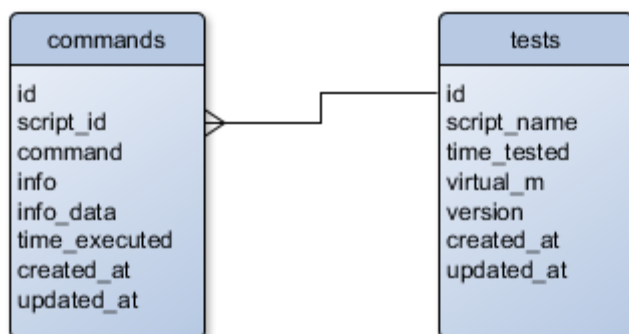 commands
id
script_id
command
info
info_data
time_executed
created_at
updated_at
tests
id
script_name
time_tested
virtual_m
version
created_at
updated_at